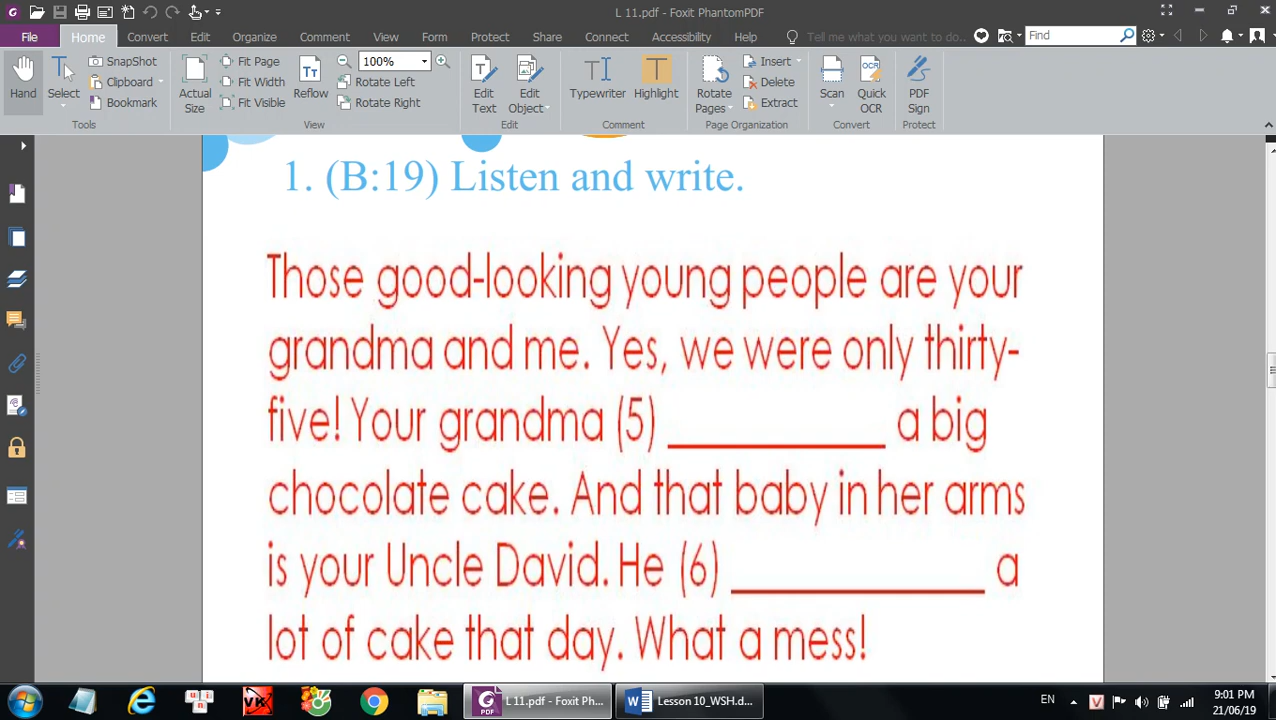 L 11.pdf - Foxit PhantomPDF
File Home Convert Edit Organize Comment View Form Protect Share Connect Accessibility Help Tell me what you want to do... Find
Hand
Select
SnapShot
Clipboard
Bookmark
Tools
Actual Size
Fit Page
Fit Width
Fit Visible
Reflow
100%
Rotate Left
Rotate Right
View
Edit Text
Edit Object
Edit
Typewriter
Highlight
Comment
Rotate Pages
Insert
Delete
Extract
Page Organization
Scan
Quick OCR
Convert
PDF Sign
Protect
1. (B:19) Listen and write.
Those good-looking young people are your
grandma and me. Yes, we were only thirty-
five! Your grandma (5) ____________ a big
chocolate cake. And that baby in her arms
is your Uncle David. He (6) ______________ a
lot of cake that day. What a mess!
L 11.pdf - Foxit Ph... Lesson 10_WSH.d... EN 9:01 PM
21/06/19